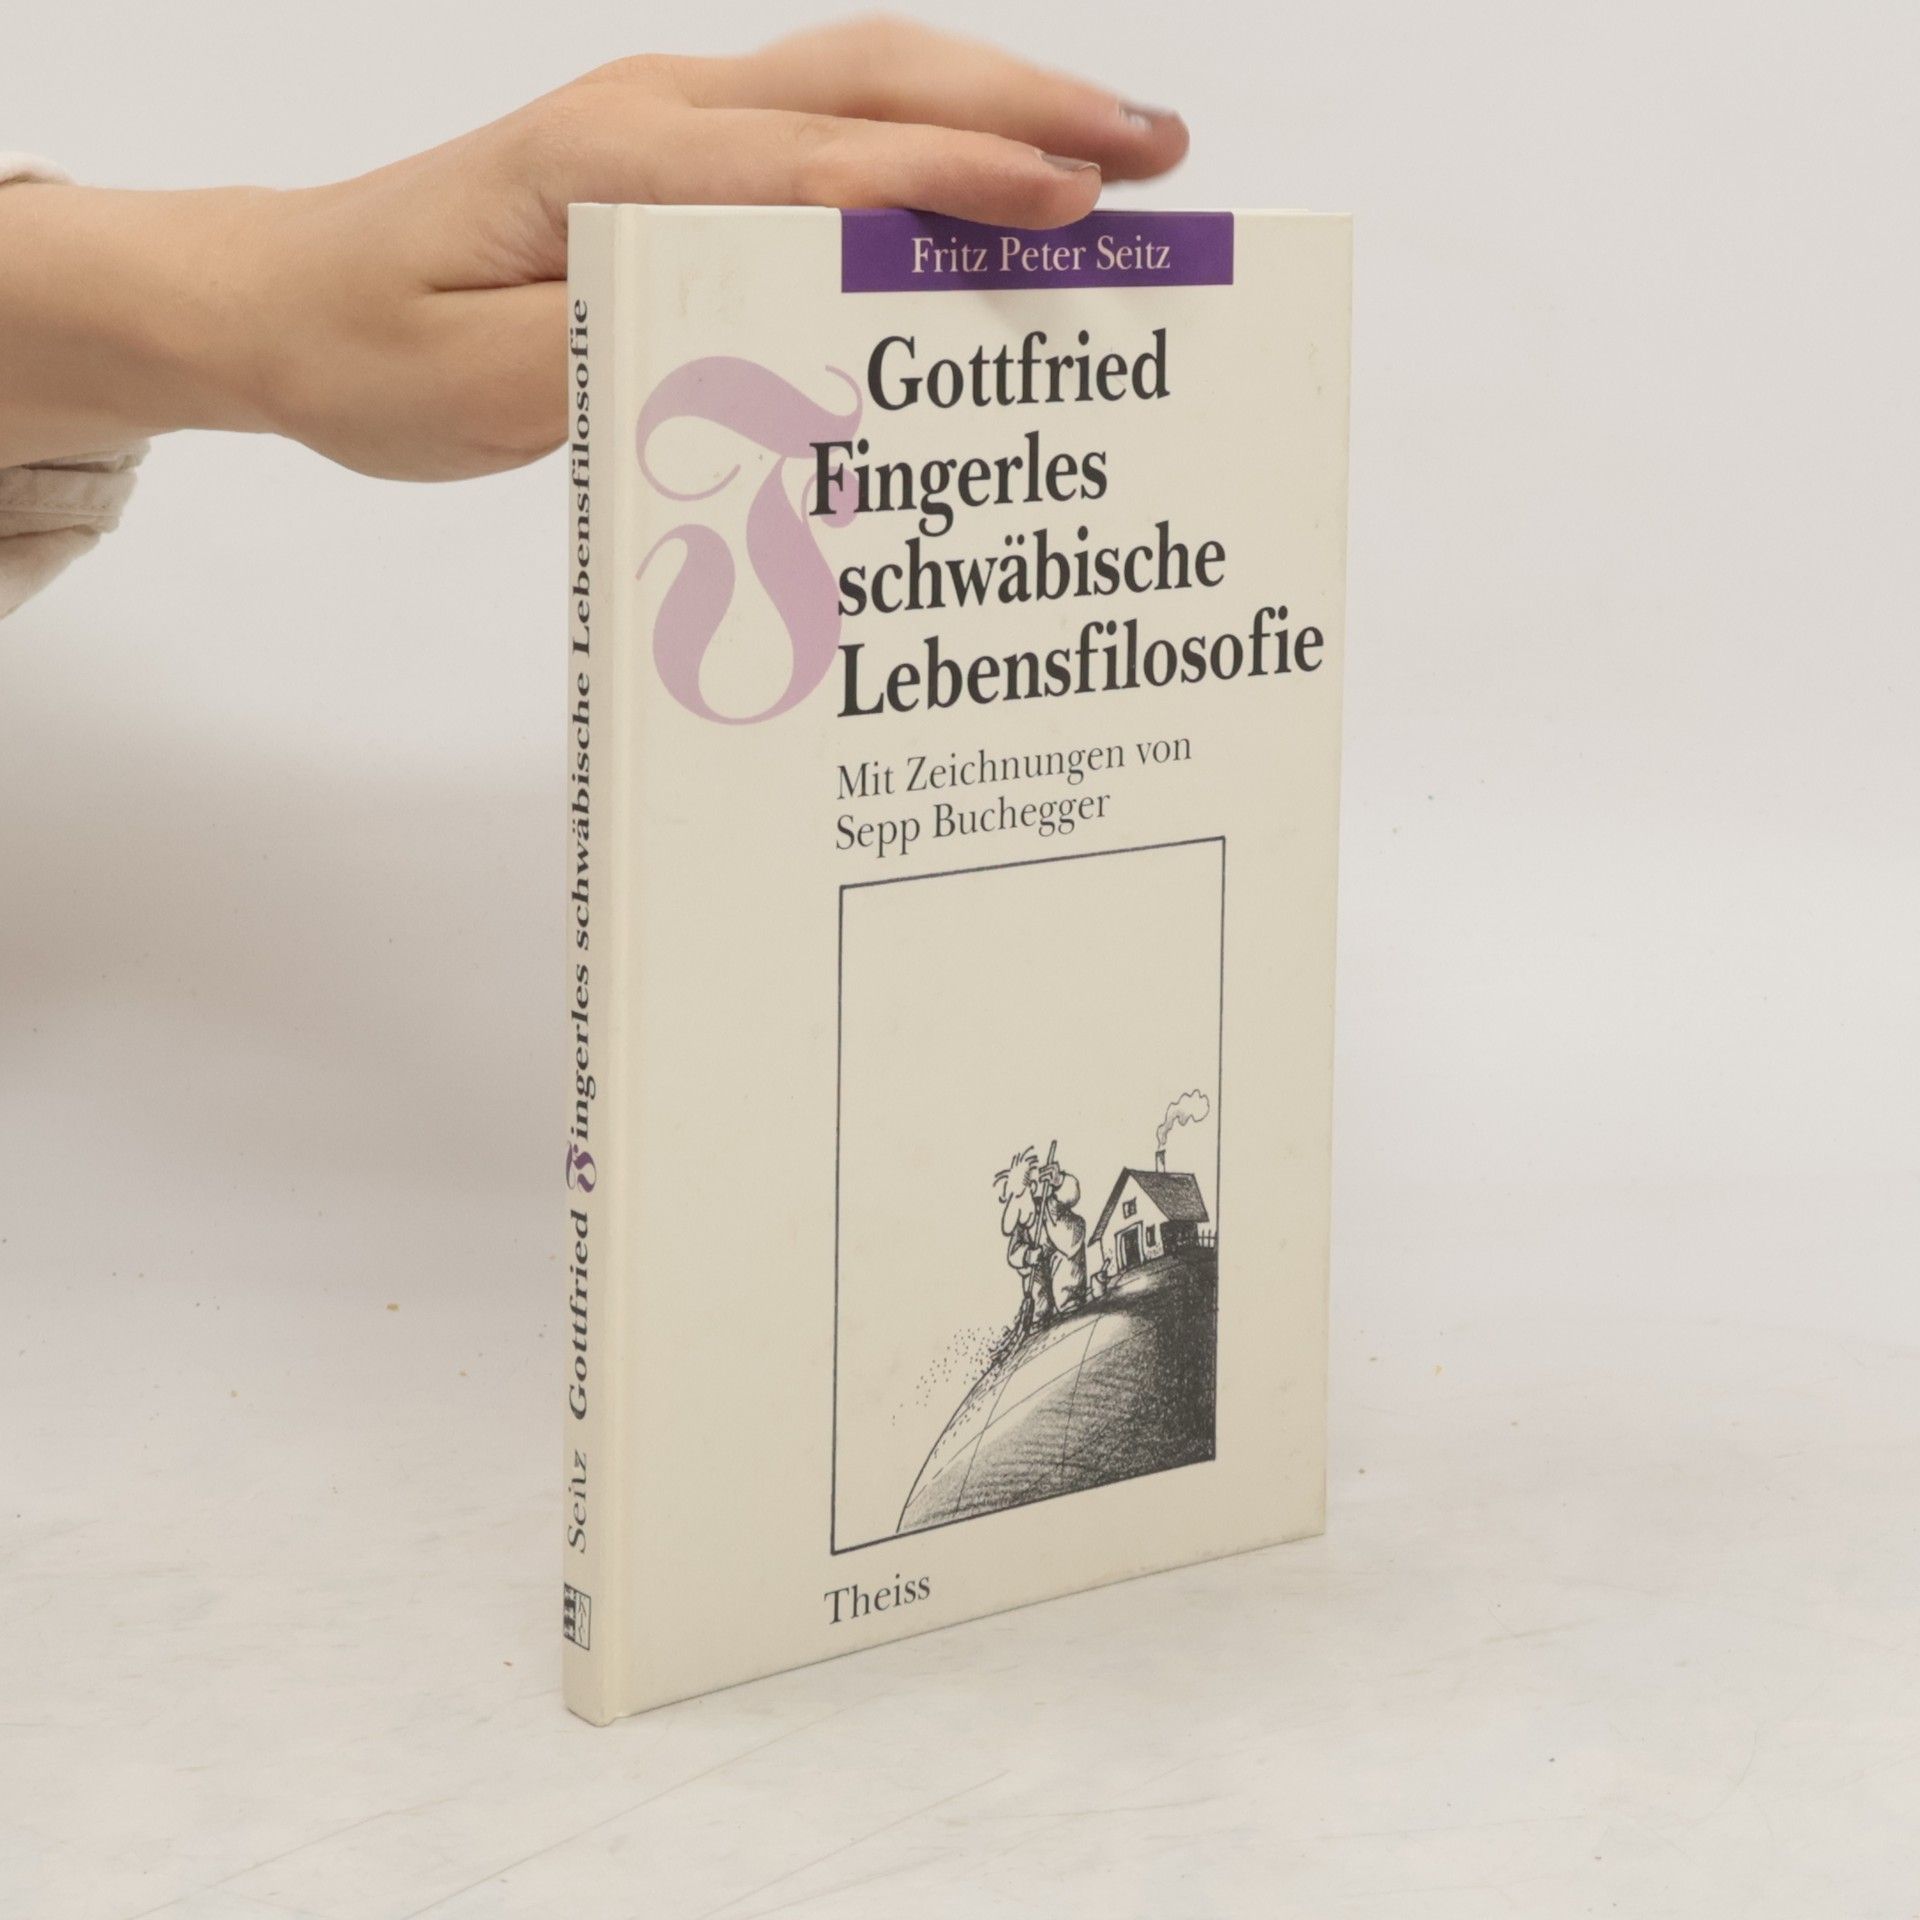 Fritz Peter Seitz
Gottfried
Fingerles
schwäbische
Lebensfilosofie
Mit Zeichnungen von
Sepp Buchegger
Theiss
Seitz Gottfried Fingerles schwäbische Lebensfilosofie